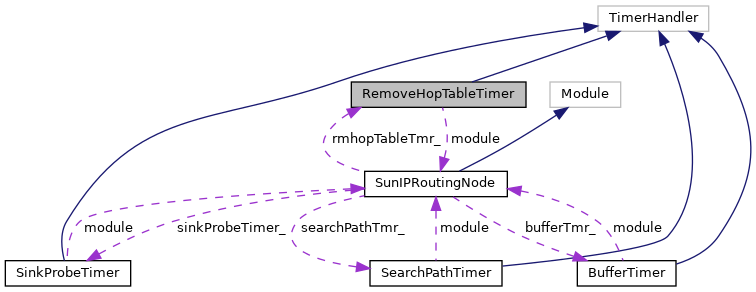 TimerHandler
RemoveHopTableTimer
Module
rmhopTableTmr_
module
SunIPRoutingNode
module
sinkProbeTimer_
searchPathTmr_
module
bufferTmr_
module
SinkProbeTimer
SearchPathTimer
BufferTimer